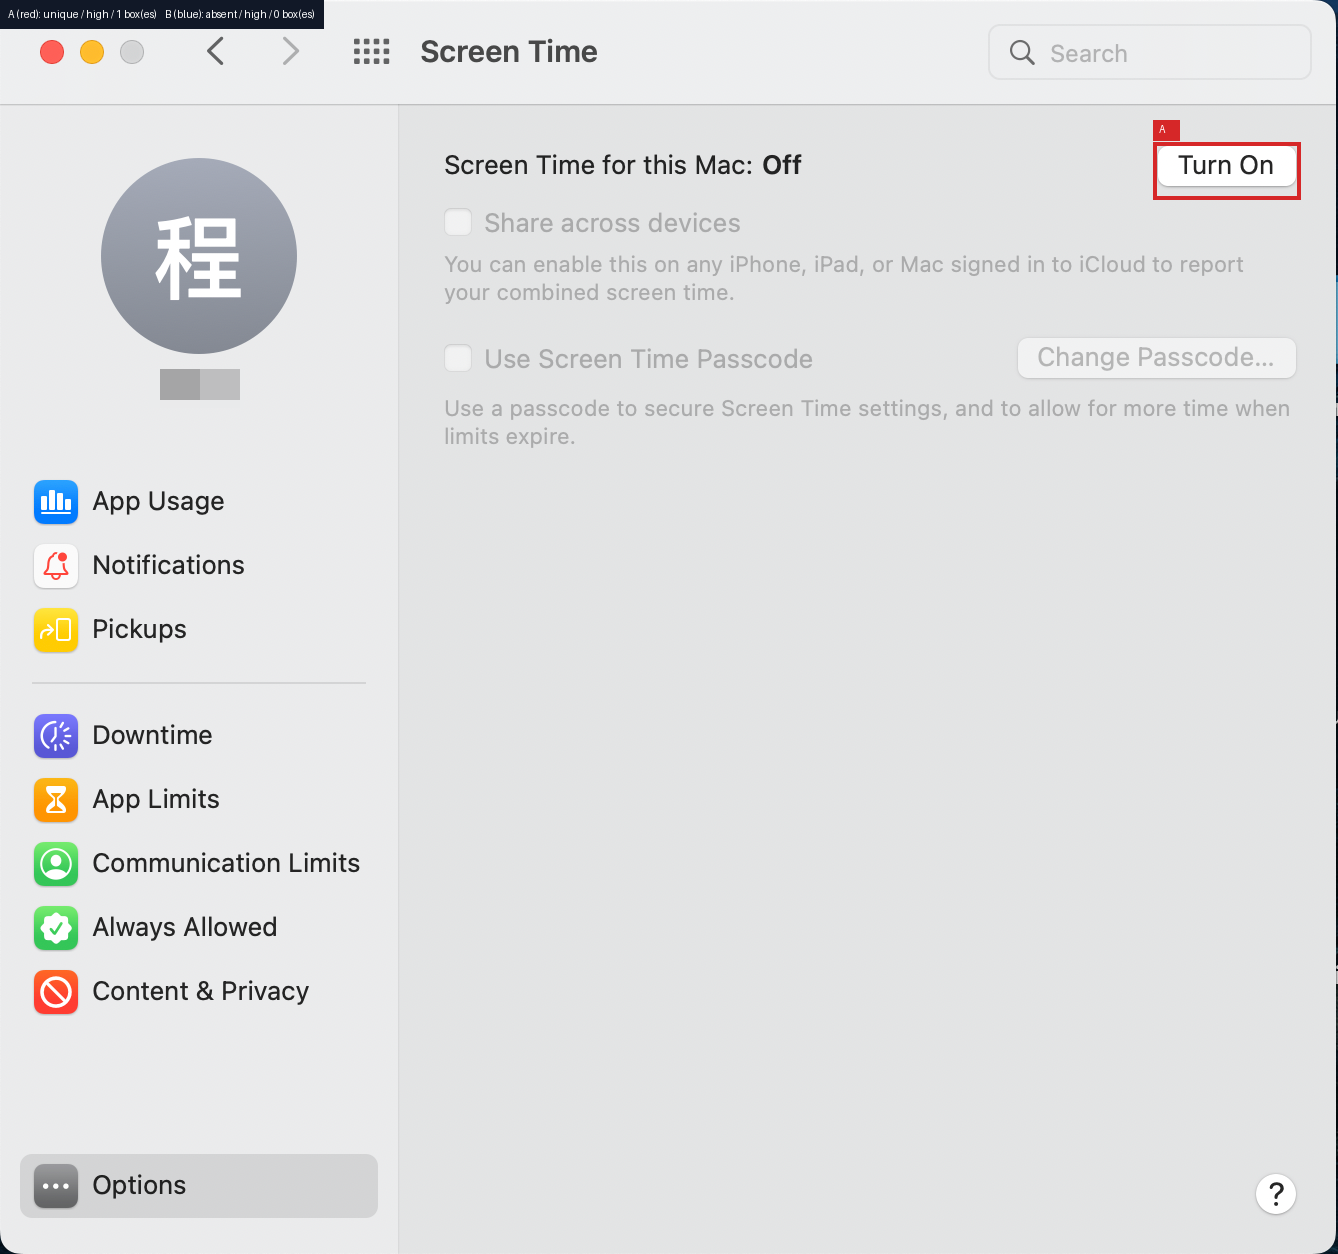 A (red): unique / high / 1 box(es) B (blue): absent / high / 0 box(es)
Screen Time
Search
A
Screen Time for this Mac: Off
Turn On
Share across devices
You can enable this on any iPhone, iPad, or Mac signed in to iCloud to report
your combined screen time.
Use Screen Time Passcode
Change Passcode...
Use a passcode to secure Screen Time settings, and to allow for more time when
limits expire.
程
App Usage
Notifications
Pickups
Downtime
App Limits
Communication Limits
Always Allowed
Content & Privacy
Options
?